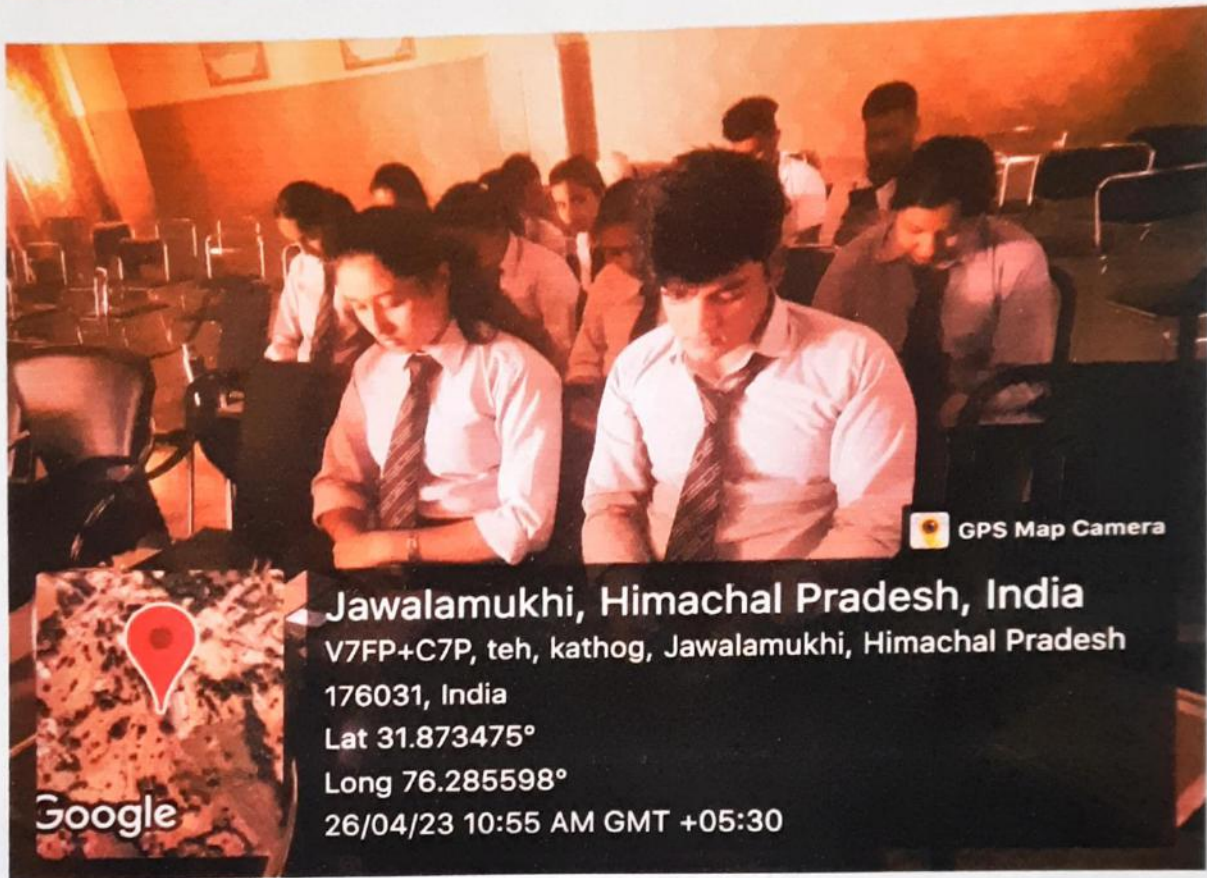 GPS Map Camera
Jawalamukhi, Himachal Pradesh, India
V7FP+C7P, teh, kathog, Jawalamukhi, Himachal Pradesh
176031, India
Lat 31.873475°
Long 76.285598°
26/04/23 10:55 AM GMT +05:30
Google